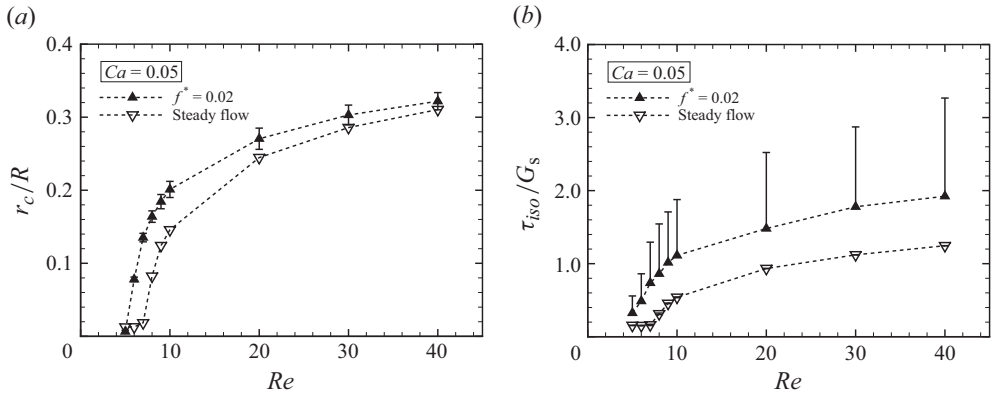 (a)
0.4
Ca = 0.05
f* = 0.02
Steady flow
0.3
r_c/R
0.2
0.1
0 10 20 30 40
Re
(b)
4.0
Ca = 0.05
f* = 0.02
Steady flow
3.0
τ_iso/G_s
2.0
1.0
0 10 20 30 40
Re